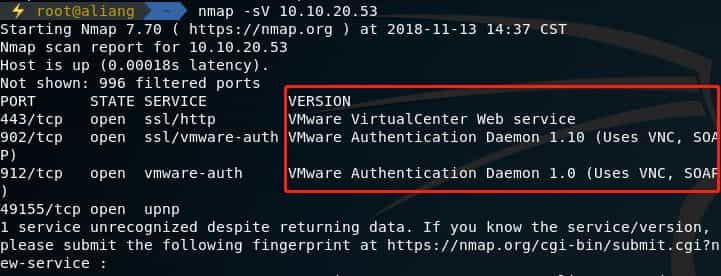 ⚡ root@aliang > nmap -sV 10.10.20.53
Starting Nmap 7.70 ( https://nmap.org ) at 2018-11-13 14:37 CST
Nmap scan report for 10.10.20.53
Host is up (0.00018s latency).
Not shown: 996 filtered ports
PORT STATE SERVICE VERSION
443/tcp open ssl/http VMware VirtualCenter Web service
902/tcp open ssl/vmware-auth VMware Authentication Daemon 1.10 (Uses VNC, SOA
P)
912/tcp open vmware-auth VMware Authentication Daemon 1.0 (Uses VNC, SOAP
)
49155/tcp open upnp
1 service unrecognized despite returning data. If you know the service/version,
please submit the following fingerprint at https://nmap.org/cgi-bin/submit.cgi?n
ew-service :